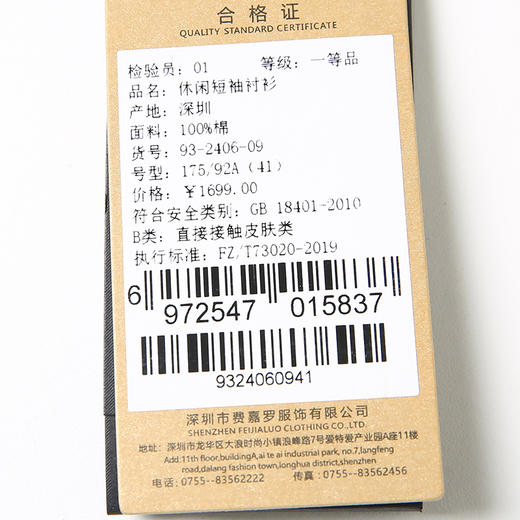 合格证
QUALITY STANDARD CERTIFICATE
检验员：01　等级：一等品
品名：休闲短袖衬衫
产地：深圳
面料：100%棉
货号：93-2406-09
号型：175/92A（41）
价格：￥1699.00
符合安全类别：GB 18401-2010
B类：直接接触皮肤类
执行标准：FZ/T73020-2019
6 972547 015837
9324060941
深圳市费嘉罗服饰有限公司
SHENZHEN FEIJIALUO CLOTHING CO.,LTD
地址：深圳市龙华区大浪时尚小镇浪峰路7号爱特爱产业园A座11楼
Add:11th floor,buildingA,ai te ai industrial park,no.7,langfeng
road,dalang fashion town,longhua district,shenzhen
电话：0755--83562222　传真：0755--83562456